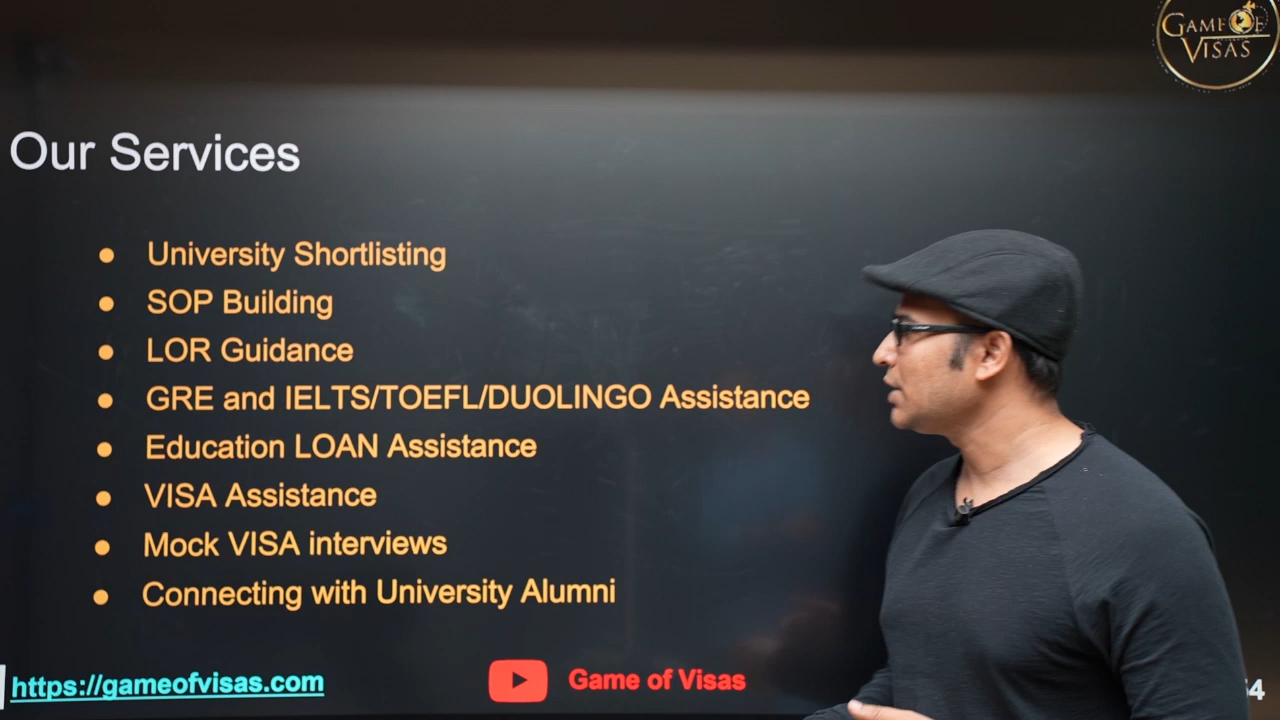 GAME OF
VISAS
Our Services
● University Shortlisting
● SOP Building
● LOR Guidance
● GRE and IELTS/TOEFL/DUOLINGO Assistance
● Education LOAN Assistance
● VISA Assistance
● Mock VISA interviews
● Connecting with University Alumni
https://gameofvisas.com
Game of Visas